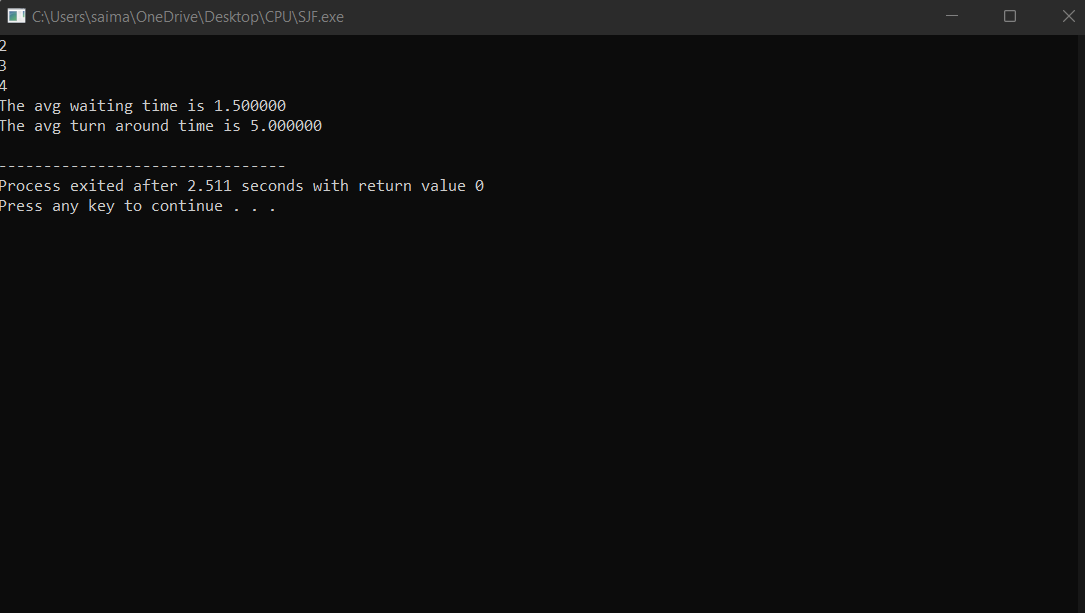 C:\Users\saima\OneDrive\Desktop\CPU\SJF.exe
2
3
4
The avg waiting time is 1.500000
The avg turn around time is 5.000000
--------------------------------
Process exited after 2.511 seconds with return value 0
Press any key to continue . . .